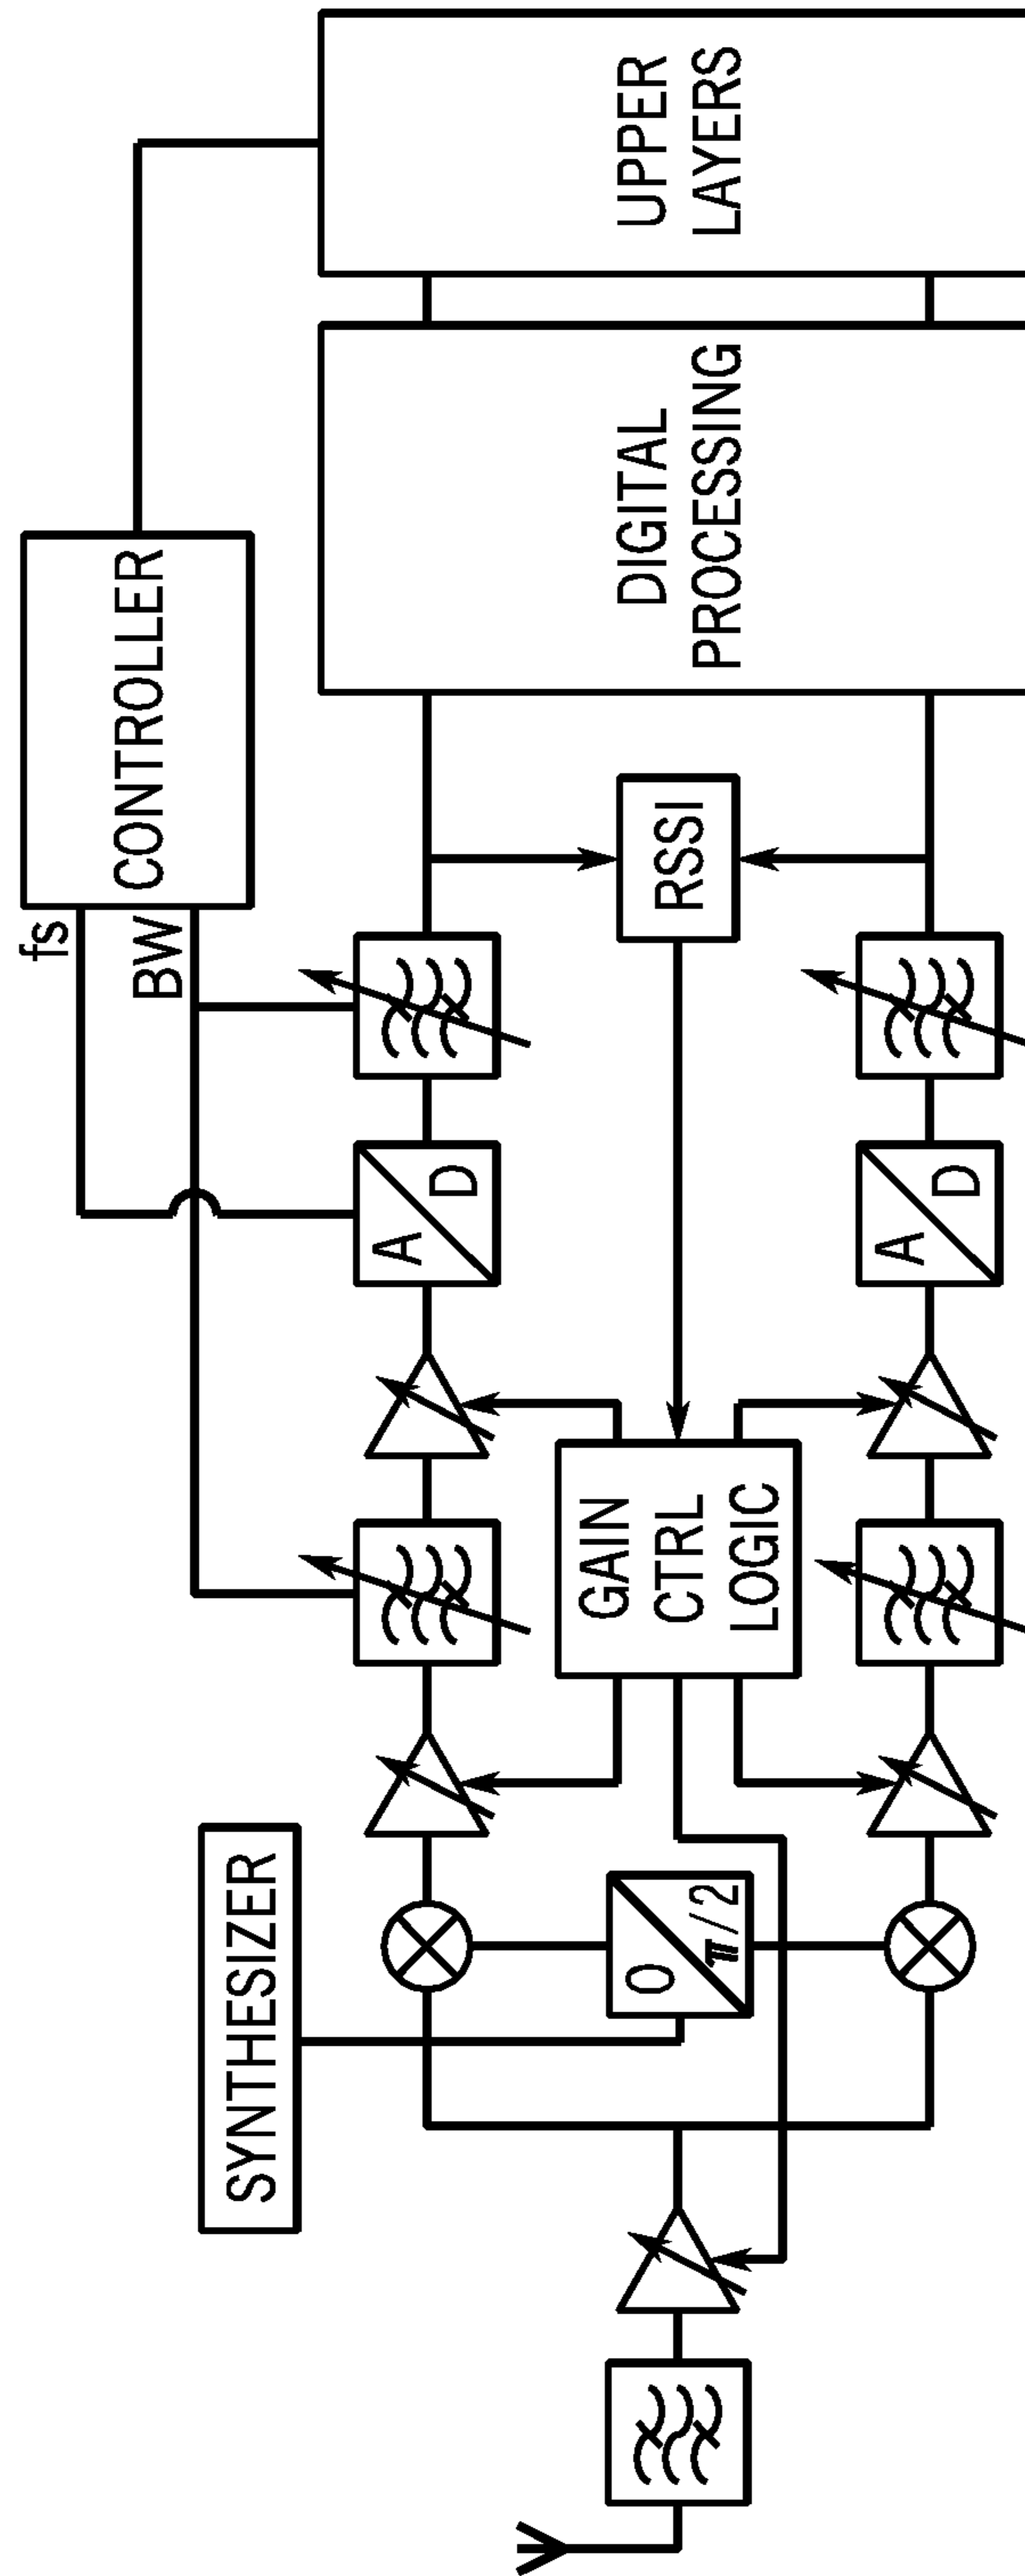 SYNTHESIZER
fs
BW
CONTROLLER
0
π/2
A
D
A
D
GAIN
CTRL
LOGIC
RSSI
DIGITAL
PROCESSING
UPPER
LAYERS